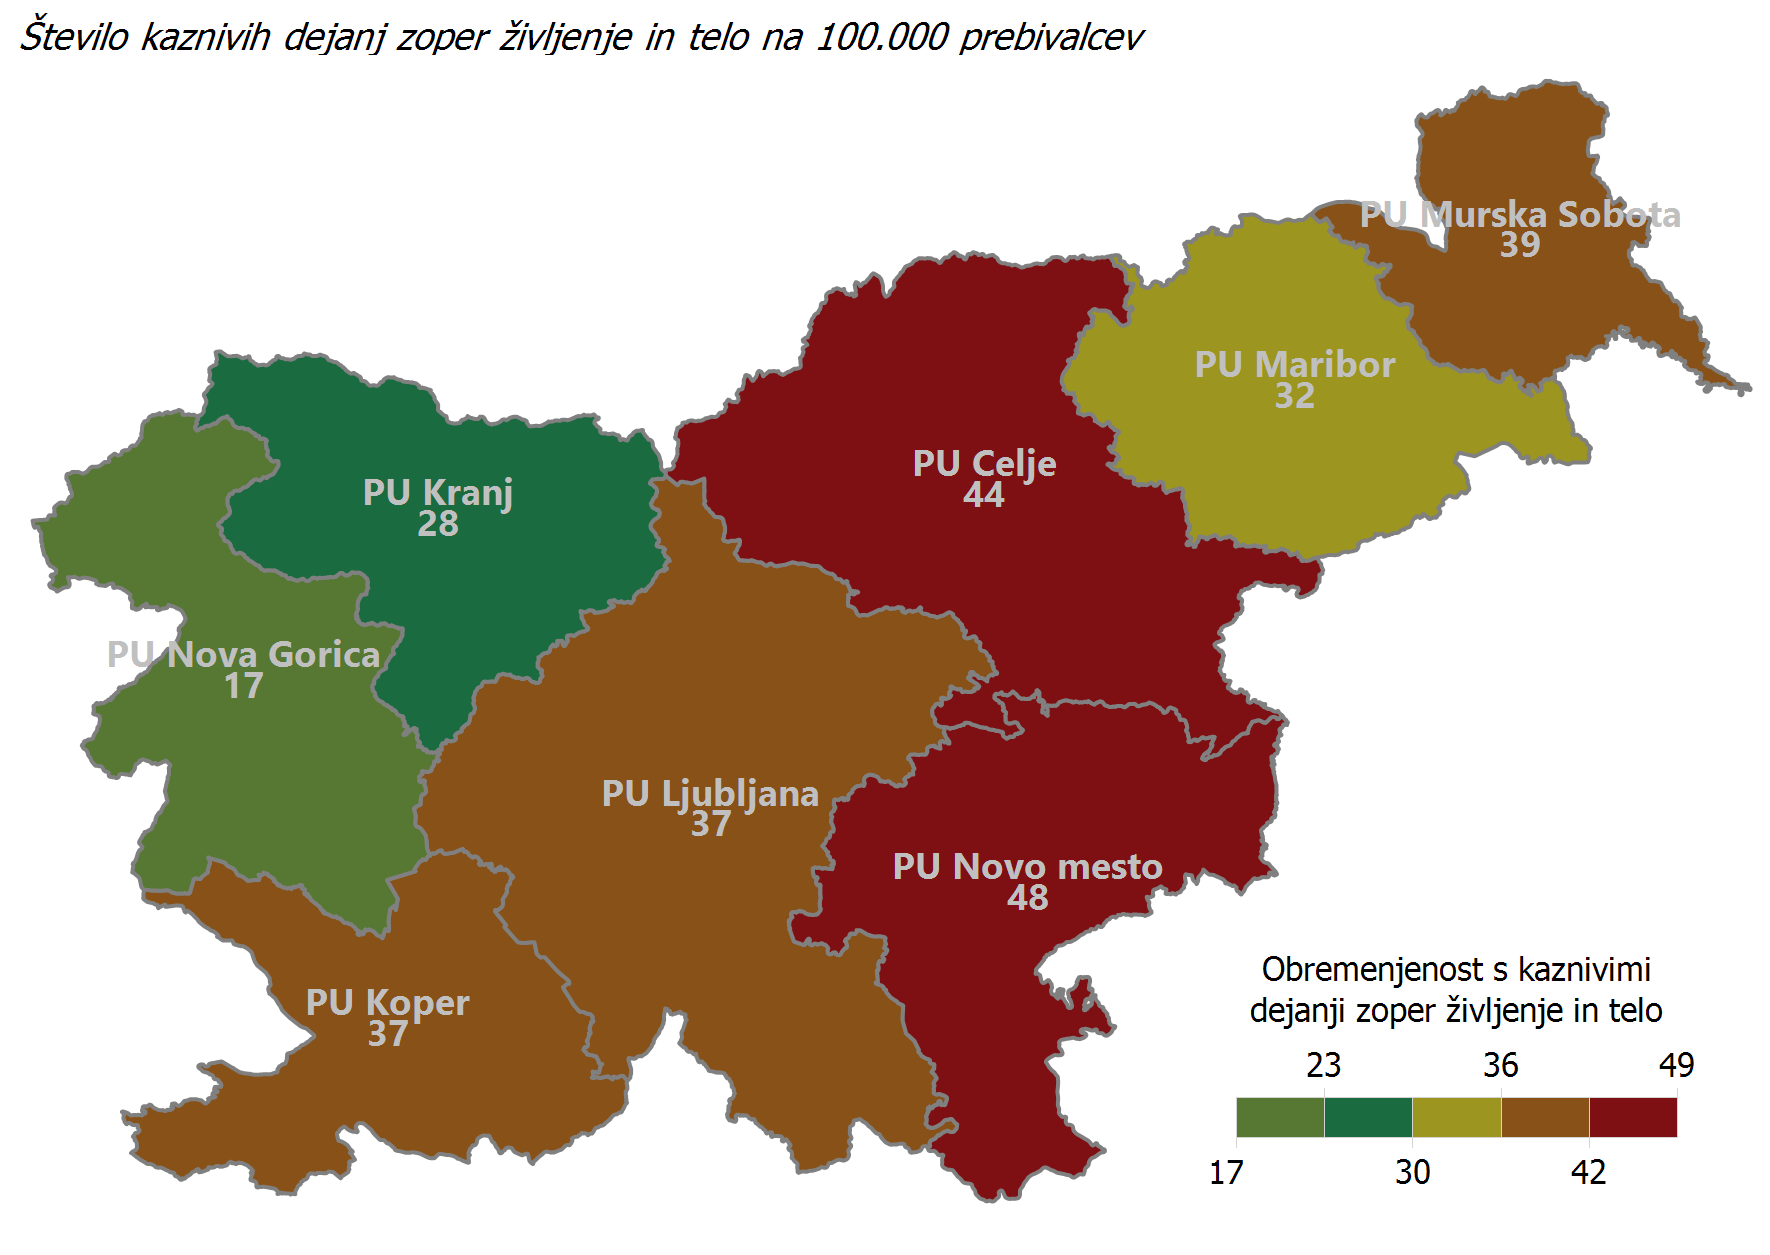 Število kaznivih dejanj zoper življenje in telo na 100.000 prebivalcev
PU Murska Sobota
39
PU Maribor
32
PU Celje
44
PU Kranj
28
PU Nova Gorica
17
PU Ljubljana
37
PU Novo mesto
48
PU Koper
37
Obremenjenost s kaznivimi
dejanji zoper življenje in telo
23 36 49
17 30 42